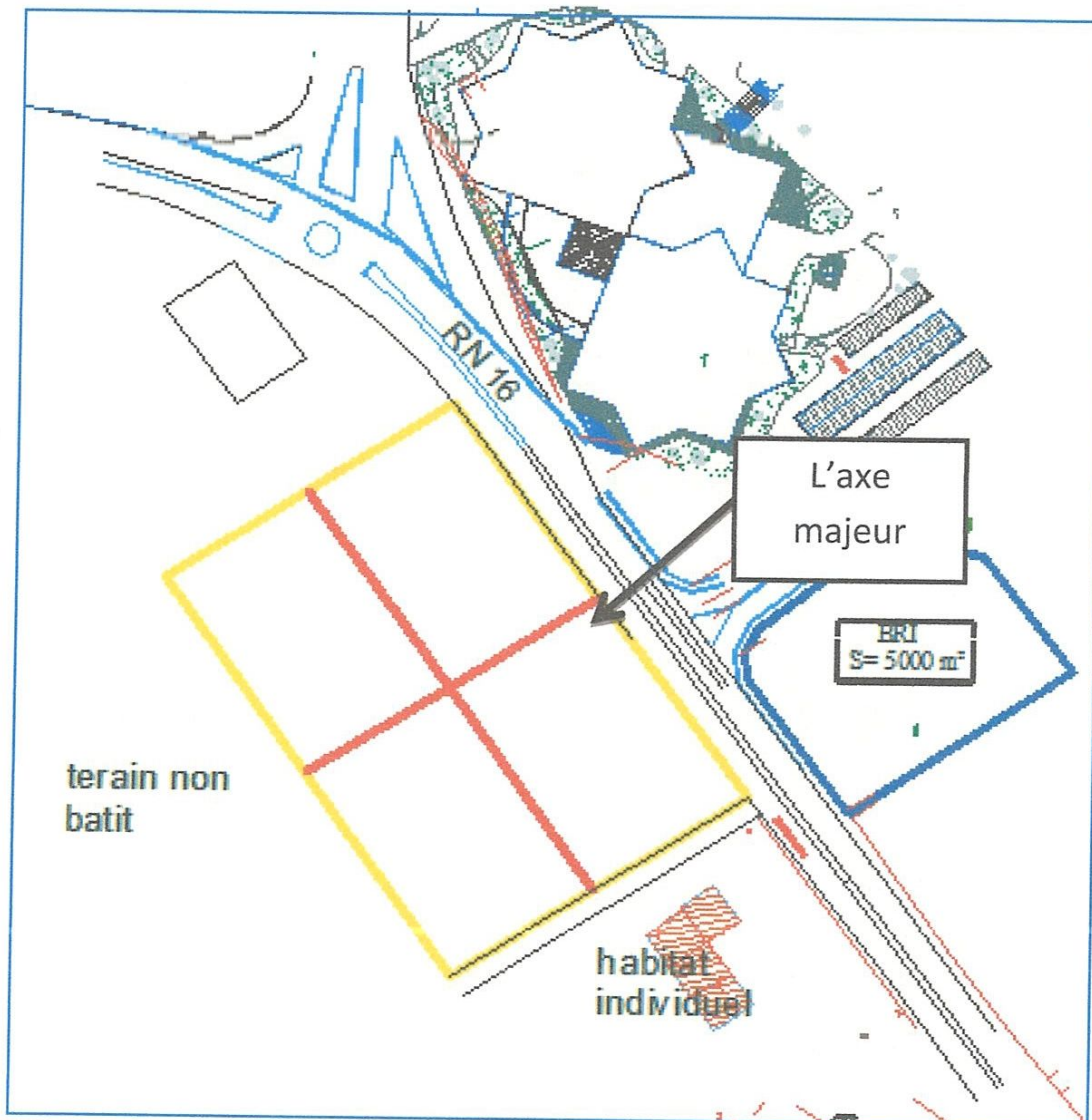 RN 16
L'axe
majeur
BRI
S= 5000 m²
terain non
batit
habitat
individuel